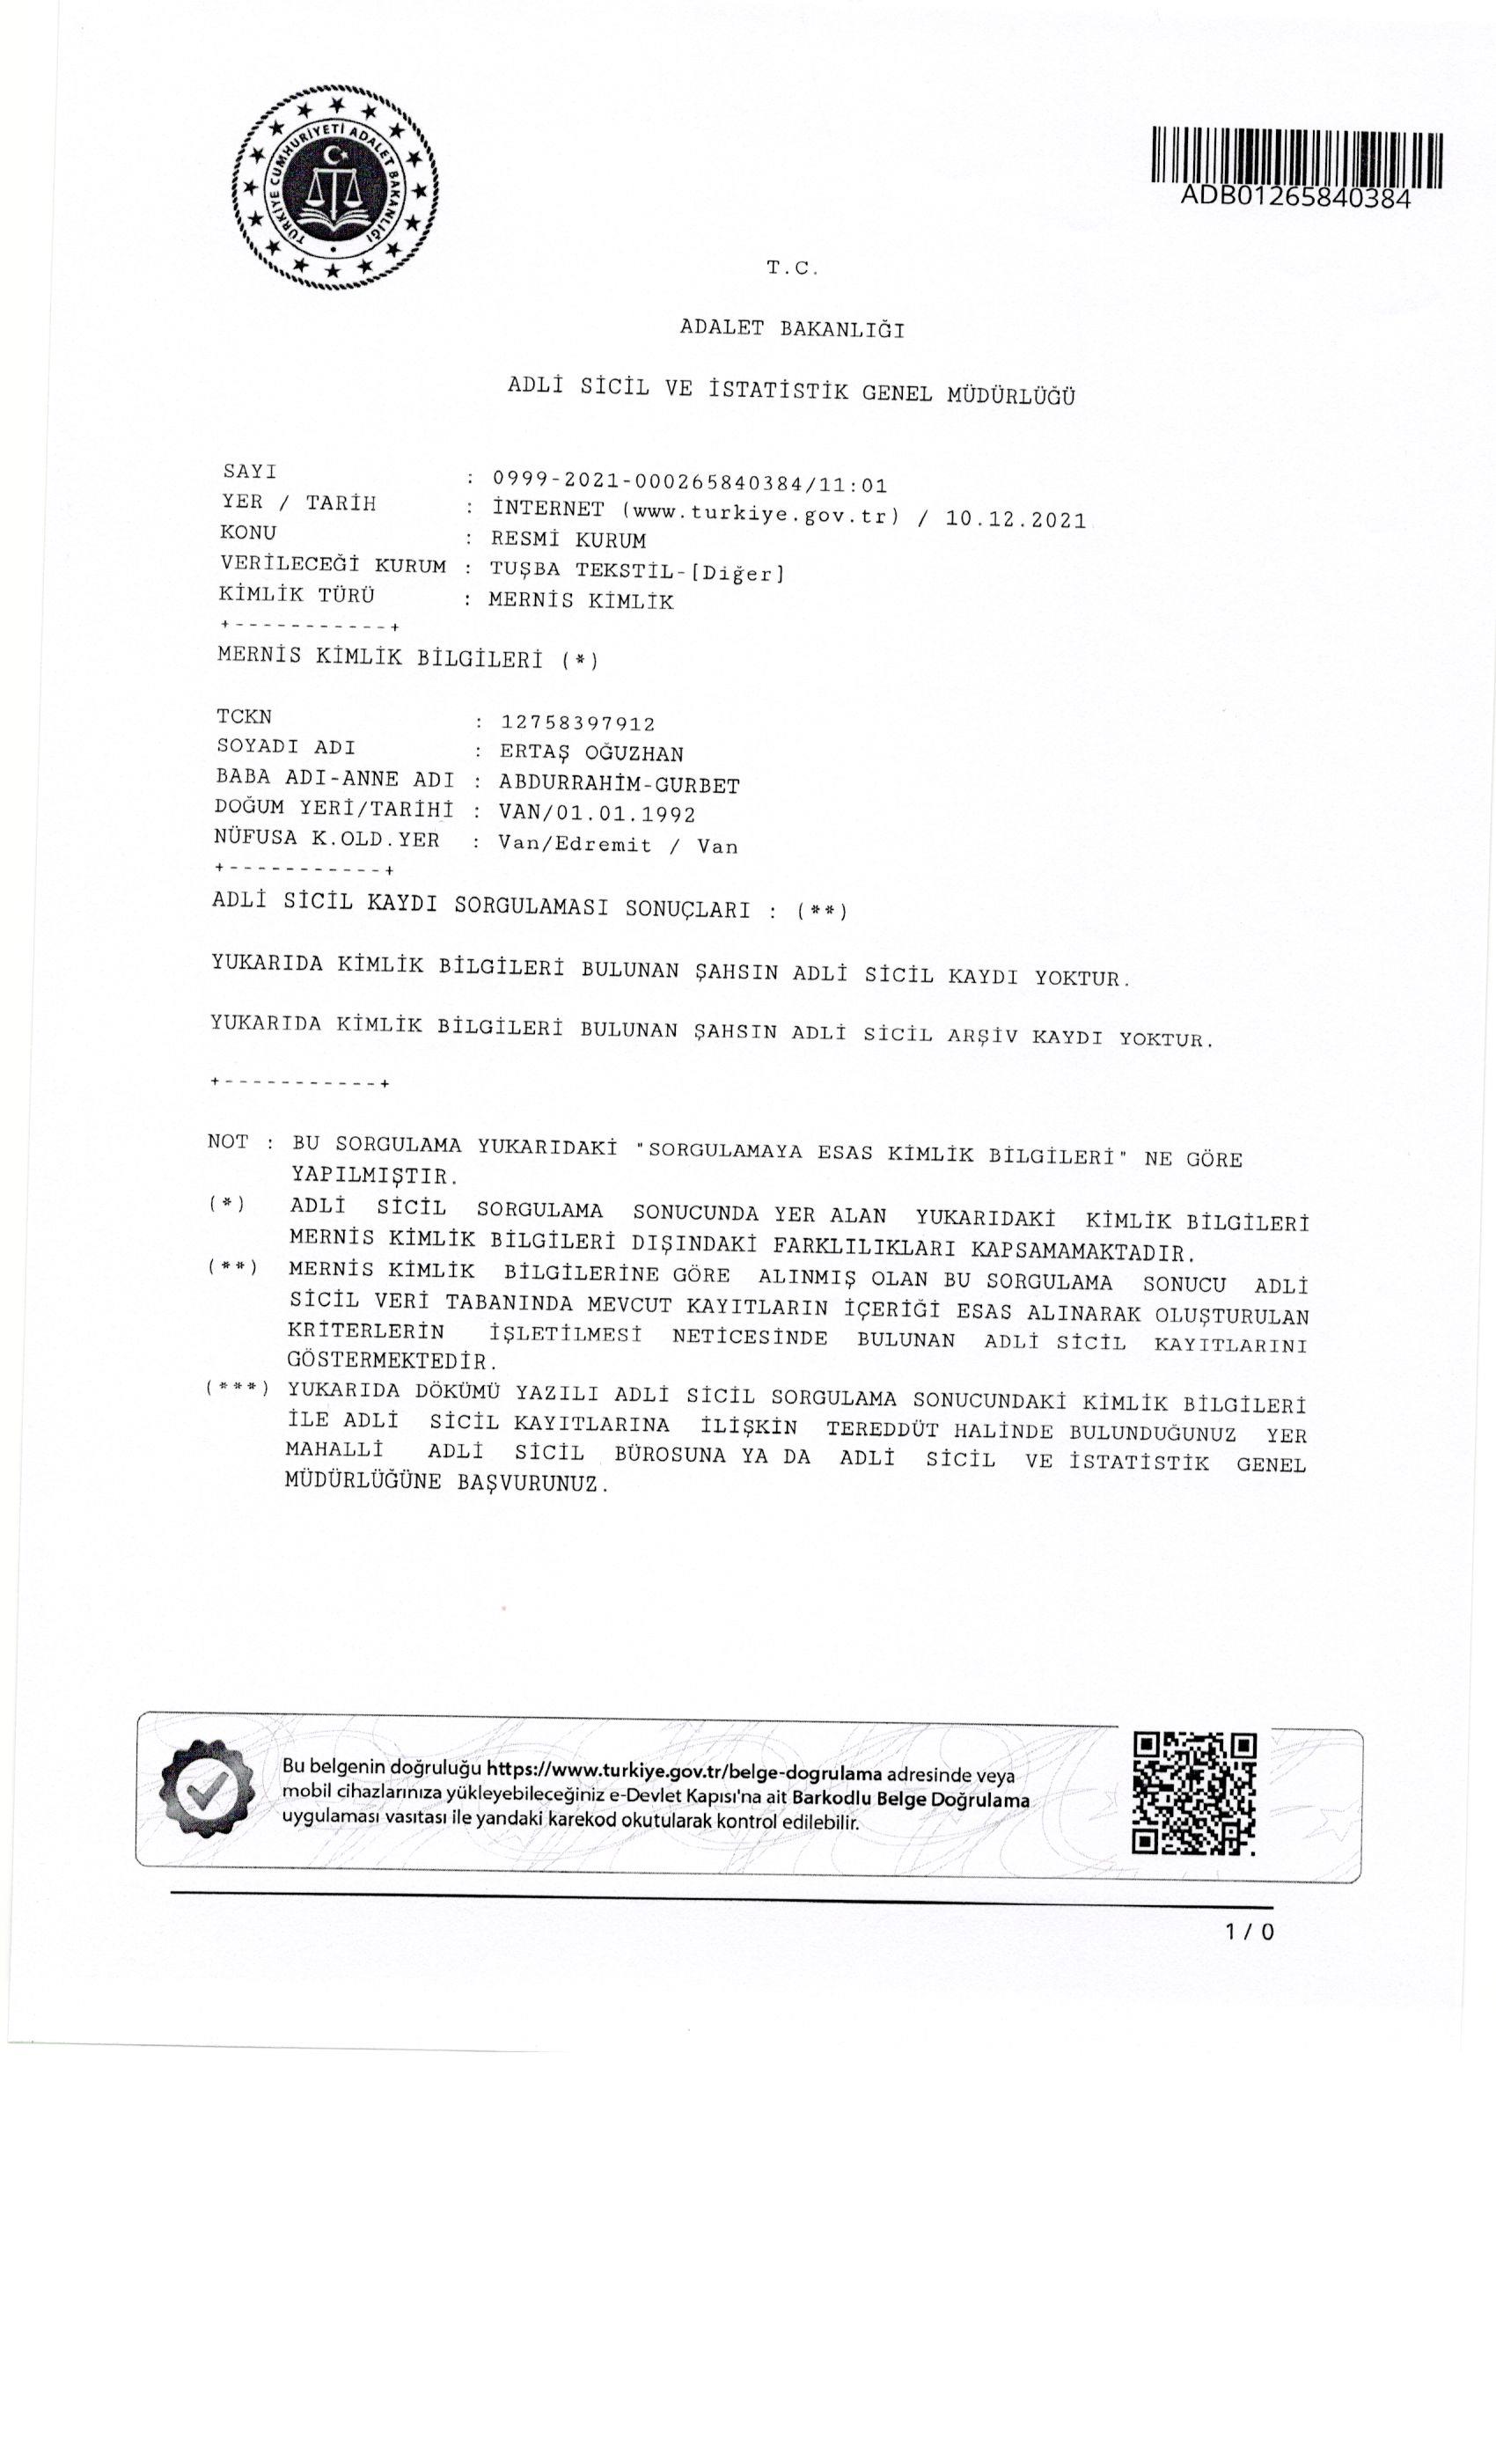 TÜRKİYE CUMHURİYETİ ADALET BAKANLIĞI
ADB01265840384
T.C.
ADALET BAKANLIĞI
ADLİ SİCİL VE İSTATİSTİK GENEL MÜDÜRLÜĞÜ
SAYI : 0999-2021-000265840384/11:01
YER / TARİH : İNTERNET (www.turkiye.gov.tr) / 10.12.2021
KONU : RESMİ KURUM
VERİLECEĞİ KURUM : TUŞBA TEKSTİL-[Diğer]
KİMLİK TÜRÜ : MERNİS KİMLİK
+-----------+
MERNİS KİMLİK BİLGİLERİ (*)
TCKN : 12758397912
SOYADI ADI : ERTAŞ OĞUZHAN
BABA ADI-ANNE ADI : ABDURRAHİM-GURBET
DOĞUM YERİ/TARİHİ : VAN/01.01.1992
NÜFUSA K.OLD.YER : Van/Edremit / Van
+-----------+
ADLİ SİCİL KAYDI SORGULAMASI SONUÇLARI : (**)
YUKARIDA KİMLİK BİLGİLERİ BULUNAN ŞAHSIN ADLİ SİCİL KAYDI YOKTUR.
YUKARIDA KİMLİK BİLGİLERİ BULUNAN ŞAHSIN ADLİ SİCİL ARŞİV KAYDI YOKTUR.
+-----------+
NOT : BU SORGULAMA YUKARIDAKİ "SORGULAMAYA ESAS KİMLİK BİLGİLERİ" NE GÖRE
YAPILMIŞTIR.
(*) ADLİ SİCİL SORGULAMA SONUCUNDA YER ALAN YUKARIDAKİ KİMLİK BİLGİLERİ
MERNİS KİMLİK BİLGİLERİ DIŞINDAKİ FARKLILIKLARI KAPSAMAMAKTADIR.
(**) MERNİS KİMLİK BİLGİLERİNE GÖRE ALINMIŞ OLAN BU SORGULAMA SONUCU ADLİ
SİCİL VERİ TABANINDA MEVCUT KAYITLARIN İÇERİĞİ ESAS ALINARAK OLUŞTURULAN
KRİTERLERİN İŞLETİLMESİ NETİCESİNDE BULUNAN ADLİ SİCİL KAYITLARINI
GÖSTERMEKTEDİR.
(***) YUKARIDA DÖKÜMÜ YAZILI ADLİ SİCİL SORGULAMA SONUCUNDAKİ KİMLİK BİLGİLERİ
İLE ADLİ SİCİL KAYITLARINA İLİŞKİN TEREDDÜT HALİNDE BULUNDUĞUNUZ YER
MAHALLİ ADLİ SİCİL BÜROSUNA YA DA ADLİ SİCİL VE İSTATİSTİK GENEL
MÜDÜRLÜĞÜNE BAŞVURUNUZ.
Bu belgenin doğruluğu https://www.turkiye.gov.tr/belge-dogrulama adresinde veya
mobil cihazlarınıza yükleyebileceğiniz e-Devlet Kapısı'na ait Barkodlu Belge Doğrulama
uygulaması vasıtası ile yandaki karekod okutularak kontrol edilebilir.
1 / 0